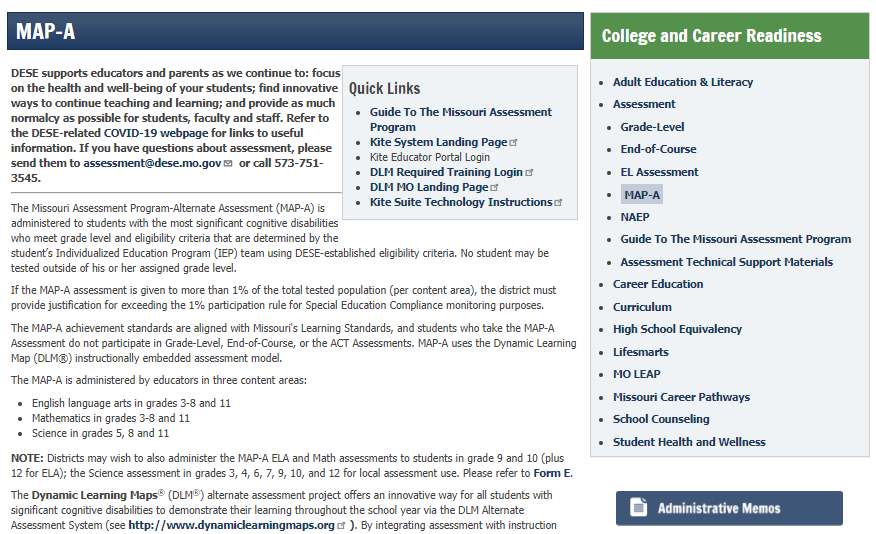 MAP-A
DESE supports educators and parents as we continue to: focus
on the health and well-being of your students; find innovative
ways to continue teaching and learning; and provide as much
normalcy as possible for students, faculty and staff. Refer to
the DESE-related COVID-19 webpage for links to useful
information. If you have questions about assessment, please
send them to assessment@dese.mo.gov or call 573-751-
3545.
Quick Links
• Guide To The Missouri Assessment
Program
• Kite System Landing Page
• Kite Educator Portal Login
• DLM Required Training Login
• DLM MO Landing Page
• Kite Suite Technology Instructions
The Missouri Assessment Program-Alternate Assessment (MAP-A) is
administered to students with the most significant cognitive disabilities
who meet grade level and eligibility criteria that are determined by the
student's Individualized Education Program (IEP) team using DESE-established eligibility criteria. No student may be
tested outside of his or her assigned grade level.
If the MAP-A assessment is given to more than 1% of the total tested population (per content area), the district must
provide justification for exceeding the 1% participation rule for Special Education Compliance monitoring purposes.
The MAP-A achievement standards are aligned with Missouri's Learning Standards, and students who take the MAP-A
Assessment do not participate in Grade-Level, End-of-Course, or the ACT Assessments. MAP-A uses the Dynamic Learning
Map (DLM®) instructionally embedded assessment model.
The MAP-A is administered by educators in three content areas:
• English language arts in grades 3-8 and 11
• Mathematics in grades 3-8 and 11
• Science in grades 5, 8 and 11
NOTE: Districts may wish to also administer the MAP-A ELA and Math assessments to students in grade 9 and 10 (plus
12 for ELA); the Science assessment in grades 3, 4, 6, 7, 9, 10, and 12 for local assessment use. Please refer to Form E.
The Dynamic Learning Maps® (DLM®) alternate assessment project offers an innovative way for all students with
significant cognitive disabilities to demonstrate their learning throughout the school year via the DLM Alternate
Assessment System (see http://www.dynamiclearningmaps.org ). By integrating assessment with instruction
College and Career Readiness
• Adult Education & Literacy
• Assessment
• Grade-Level
• End-of-Course
• EL Assessment
• MAP-A
• NAEP
• Guide To The Missouri Assessment Program
• Assessment Technical Support Materials
• Career Education
• Curriculum
• High School Equivalency
• Lifesmarts
• MO LEAP
• Missouri Career Pathways
• School Counseling
• Student Health and Wellness
Administrative Memos